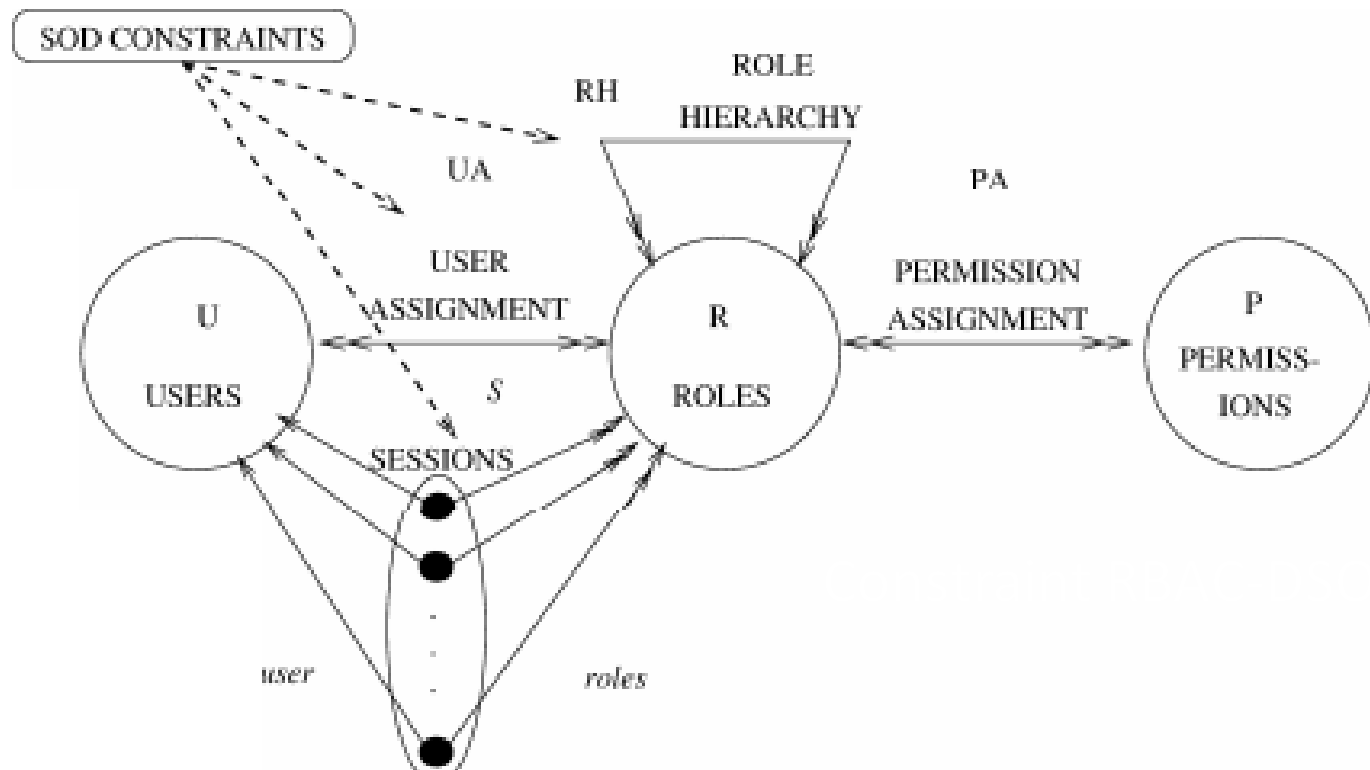 SOD CONSTRAINTS
RH
ROLE
HIERARCHY
UA
PA
USER
ASSIGNMENT
PERMISSION
ASSIGNMENT
U
USERS
R
ROLES
P
PERMISS-
IONS
S
SESSIONS
user
roles